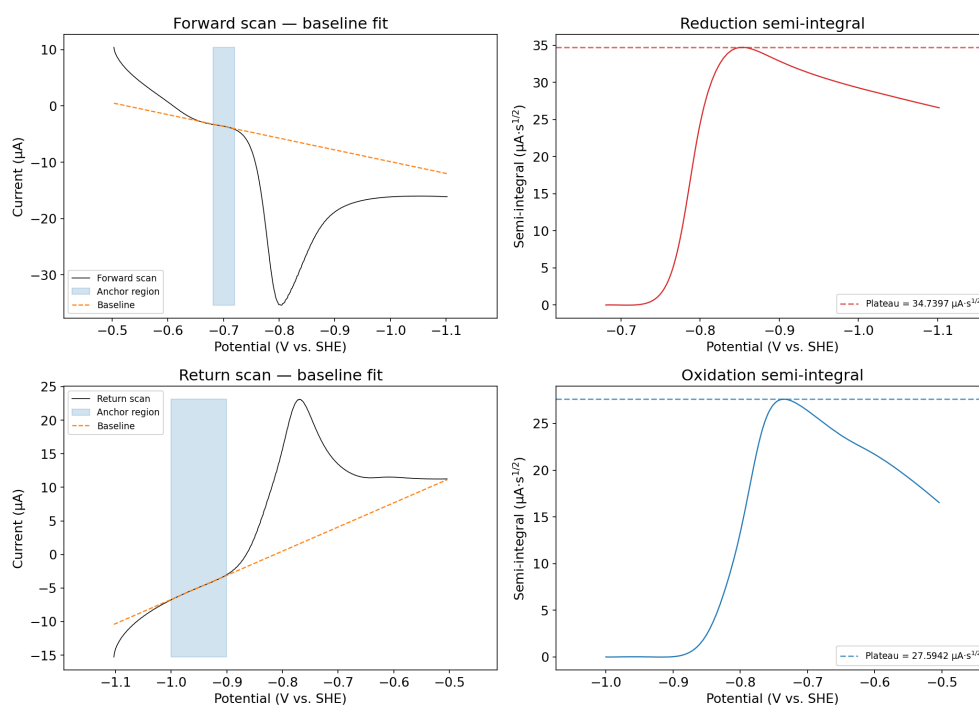 Forward scan — baseline fit
Current (µA)
10
0
−10
−20
−30
Forward scan
Anchor region
Baseline
−0.5 −0.6 −0.7 −0.8 −0.9 −1.0 −1.1
Potential (V vs. SHE)
Reduction semi-integral
Semi-integral (µA·s^1/2)
35
30
25
20
15
10
5
0
Plateau = 34.7397 µA·s^1/2
−0.7 −0.8 −0.9 −1.0 −1.1
Potential (V vs. SHE)
Return scan — baseline fit
Current (µA)
25
20
15
10
5
0
−5
−10
−15
Return scan
Anchor region
Baseline
−1.1 −1.0 −0.9 −0.8 −0.7 −0.6 −0.5
Potential (V vs. SHE)
Oxidation semi-integral
Semi-integral (µA·s^1/2)
25
20
15
10
5
0
Plateau = 27.5942 µA·s^1/2
−1.0 −0.9 −0.8 −0.7 −0.6 −0.5
Potential (V vs. SHE)